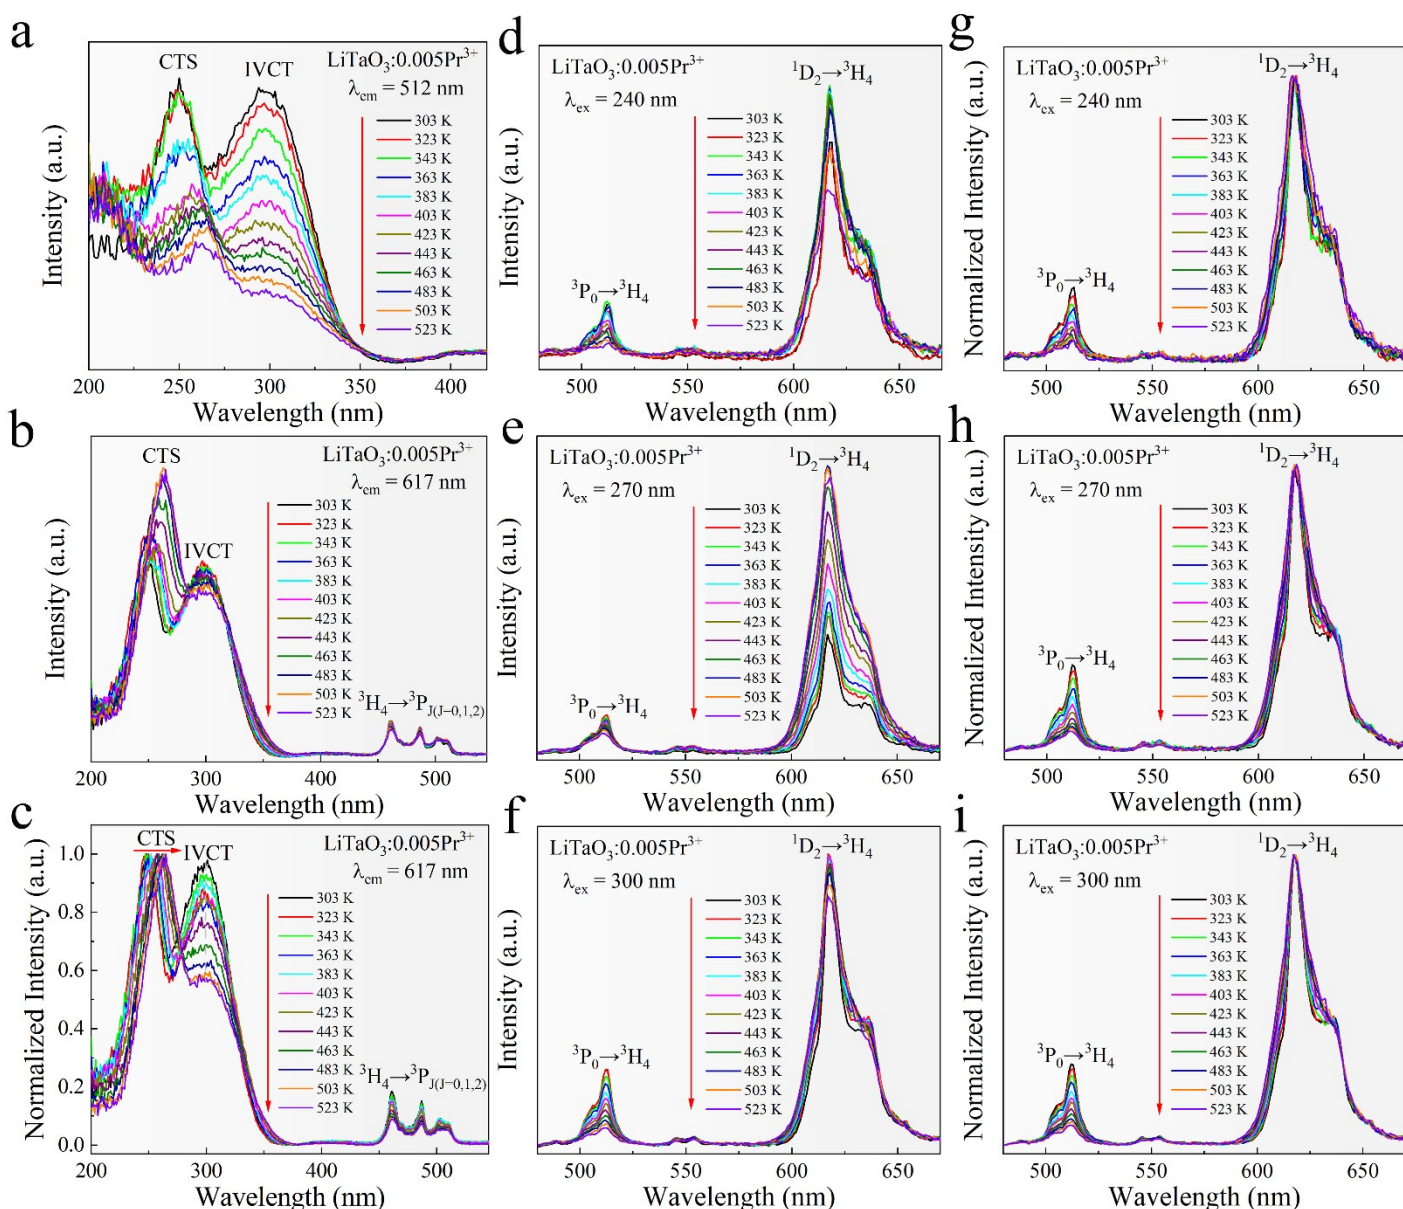 a
CTS
IVCT
LiTaO₃:0.005Pr³⁺
λem = 512 nm
303 K
323 K
343 K
363 K
383 K
403 K
423 K
443 K
463 K
483 K
503 K
523 K
Intensity (a.u.)
200 250 300 350 400
Wavelength (nm)
d
LiTaO₃:0.005Pr³⁺
λex = 240 nm
¹D₂→³H₄
303 K
323 K
343 K
363 K
383 K
403 K
423 K
443 K
463 K
483 K
503 K
523 K
³P₀→³H₄
Intensity (a.u.)
500 550 600 650
Wavelength (nm)
g
LiTaO₃:0.005Pr³⁺
λex = 240 nm
¹D₂→³H₄
303 K
323 K
343 K
363 K
383 K
403 K
423 K
443 K
463 K
483 K
503 K
523 K
³P₀→³H₄
Normalized Intensity (a.u.)
500 550 600 650
Wavelength (nm)
b
CTS
IVCT
LiTaO₃:0.005Pr³⁺
λem = 617 nm
303 K
323 K
343 K
363 K
383 K
403 K
423 K
443 K
463 K
483 K
503 K
523 K
³H₄→³PJ(J=0,1,2)
Intensity (a.u.)
200 300 400 500
Wavelength (nm)
e
LiTaO₃:0.005Pr³⁺
λex = 270 nm
¹D₂→³H₄
303 K
323 K
343 K
363 K
383 K
403 K
423 K
443 K
463 K
483 K
503 K
523 K
³P₀→³H₄
Intensity (a.u.)
500 550 600 650
Wavelength (nm)
h
LiTaO₃:0.005Pr³⁺
λex = 270 nm
¹D₂→³H₄
303 K
323 K
343 K
363 K
383 K
403 K
423 K
443 K
463 K
483 K
503 K
523 K
³P₀→³H₄
Normalized Intensity (a.u.)
500 550 600 650
Wavelength (nm)
c
CTS
IVCT
LiTaO₃:0.005Pr³⁺
λem = 617 nm
303 K
323 K
343 K
363 K
383 K
403 K
423 K
443 K
463 K
483 K
503 K
523 K
³H₄→³PJ(J=0,1,2)
Normalized Intensity (a.u.)
1.0
0.8
0.6
0.4
0.2
0.0
200 300 400 500
Wavelength (nm)
f
LiTaO₃:0.005Pr³⁺
λex = 300 nm
¹D₂→³H₄
303 K
323 K
343 K
363 K
383 K
403 K
423 K
443 K
463 K
483 K
503 K
523 K
³P₀→³H₄
Intensity (a.u.)
500 550 600 650
Wavelength (nm)
i
LiTaO₃:0.005Pr³⁺
λex = 300 nm
¹D₂→³H₄
303 K
323 K
343 K
363 K
383 K
403 K
423 K
443 K
463 K
483 K
503 K
523 K
³P₀→³H₄
Normalized Intensity (a.u.)
500 550 600 650
Wavelength (nm)